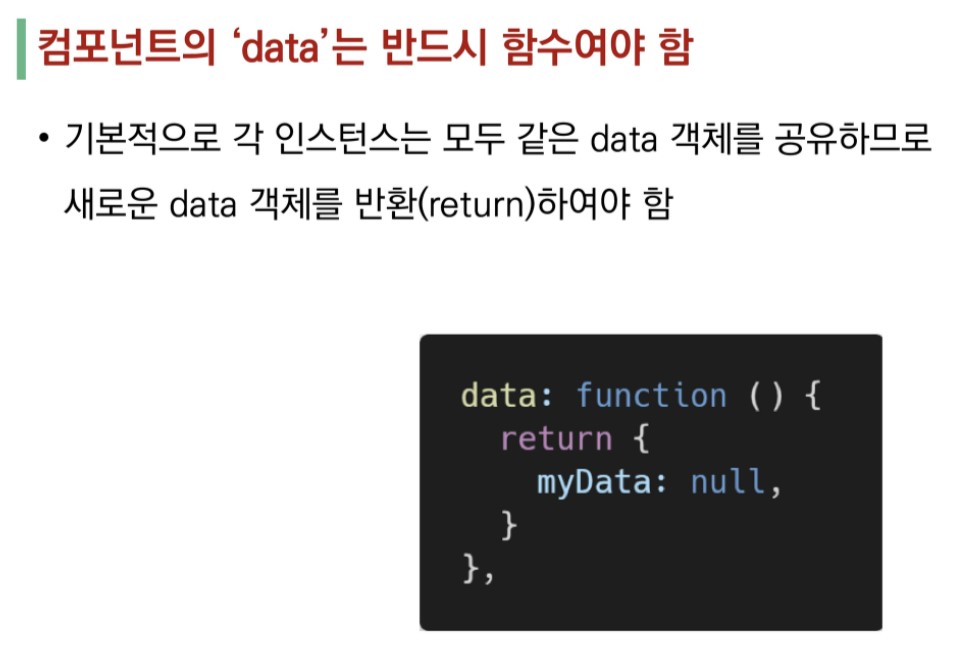 컴포넌트의 ‘data’는 반드시 함수여야 함
• 기본적으로 각 인스턴스는 모두 같은 data 객체를 공유하므로
새로운 data 객체를 반환(return)하여야 함
data: function () {
  return {
    myData: null,
  }
},